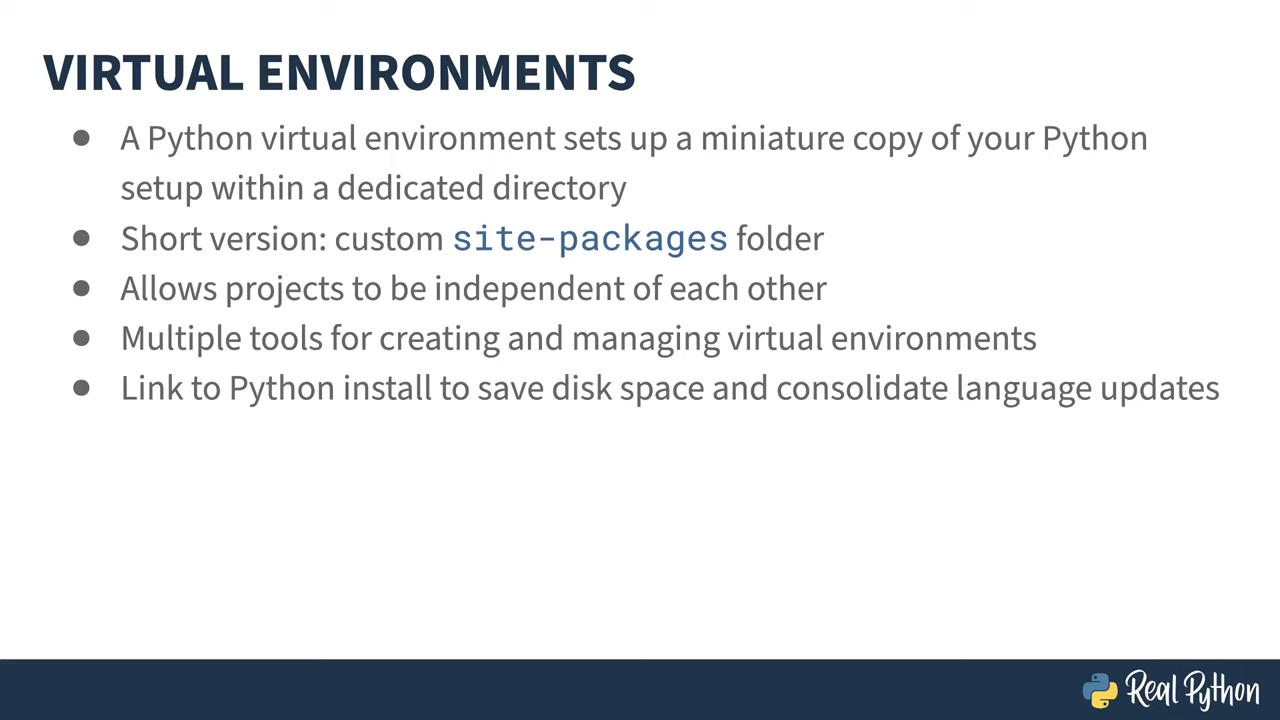 VIRTUAL ENVIRONMENTS
● A Python virtual environment sets up a miniature copy of your Python
setup within a dedicated directory
● Short version: custom site-packages folder
● Allows projects to be independent of each other
● Multiple tools for creating and managing virtual environments
● Link to Python install to save disk space and consolidate language updates
Real Python